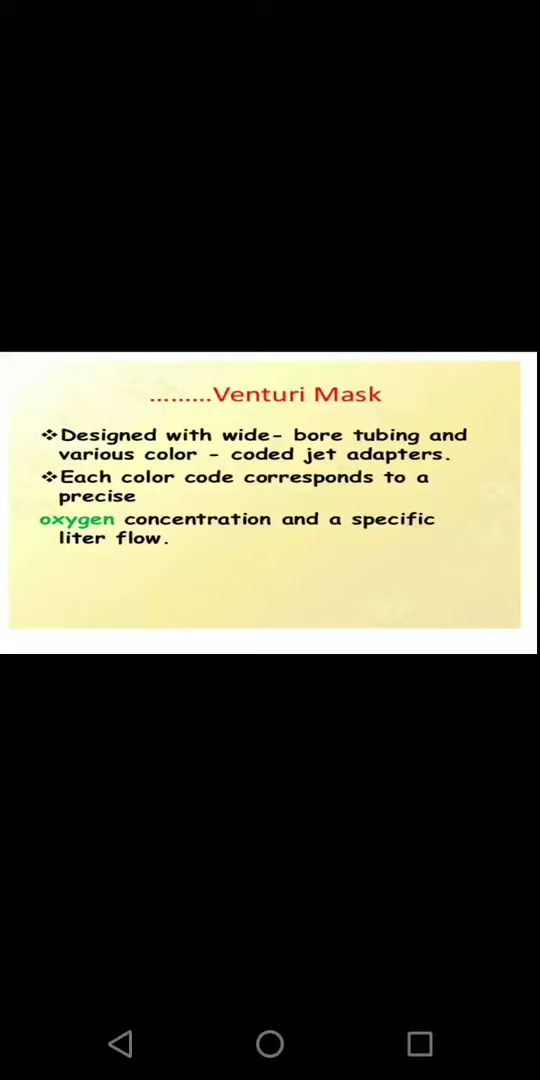 .........Venturi Mask
❖Designed with wide- bore tubing and
various color - coded jet adapters.
❖Each color code corresponds to a
precise
oxygen concentration and a specific
liter flow.